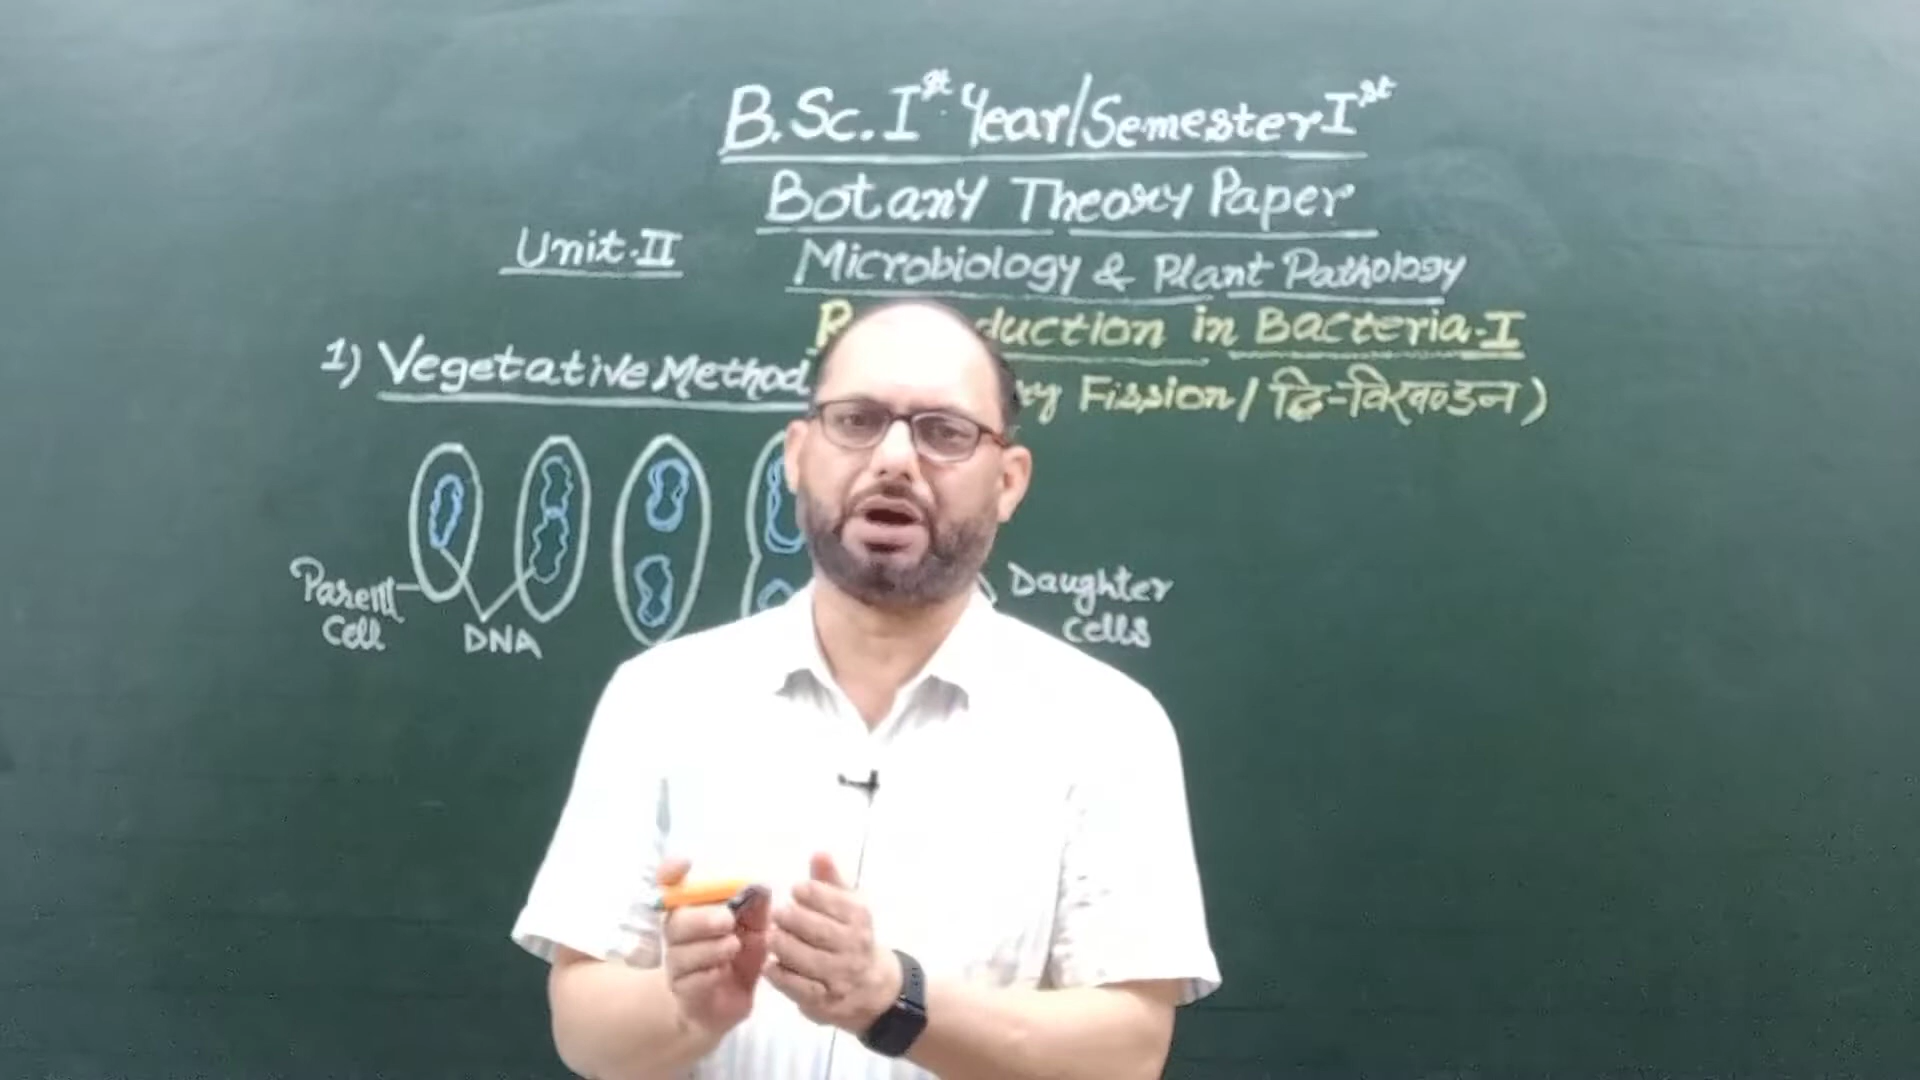 B.Sc. Ist Year/Semester Ist
Botany Theory Paper
Unit-II
Microbiology & Plant Pathology
in Bacteria-I
1) Vegetative Method
Fission/द्वि-विखण्डन)
Parent
Cell
DNA
Daughter
Cells